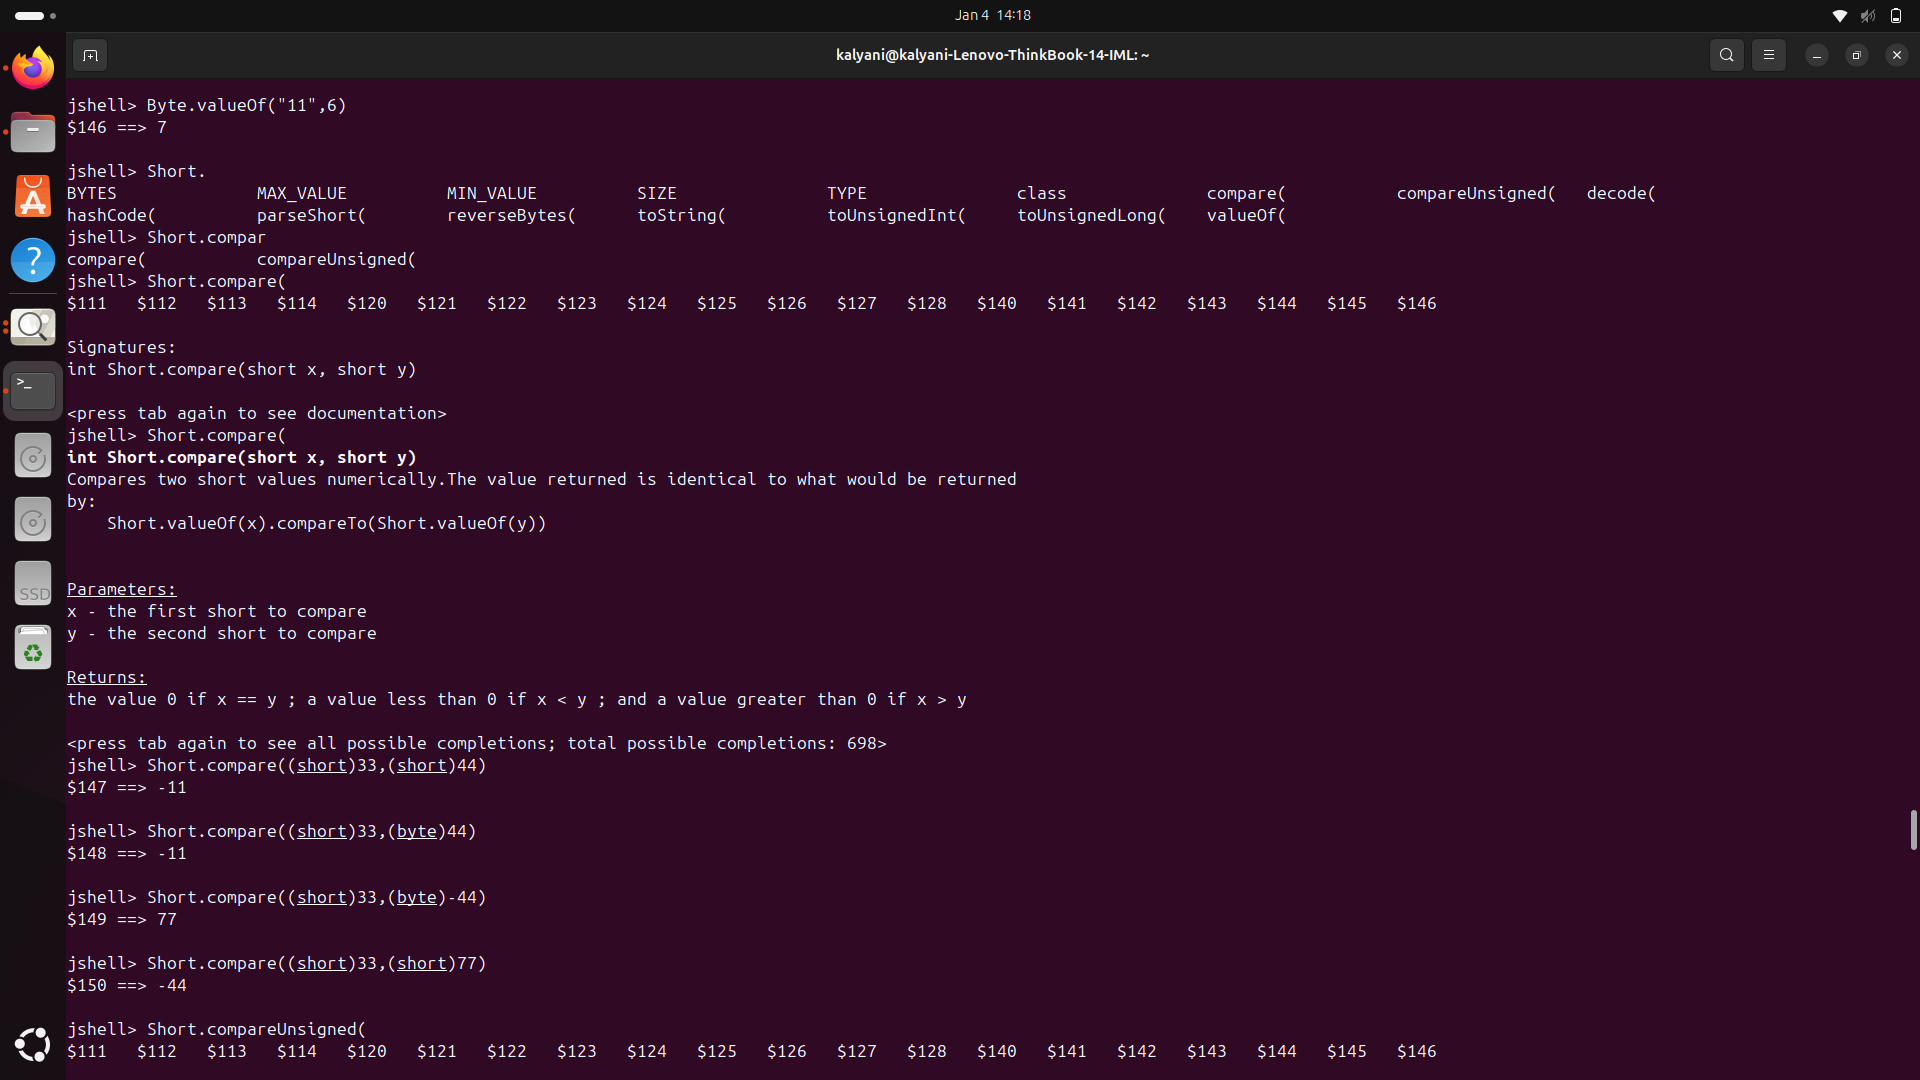 Jan 4 14:18
kalyani@kalyani-Lenovo-ThinkBook-14-IML: ~
jshell> Byte.valueOf("11",6)
$146 ==> 7
jshell> Short.
BYTES MAX_VALUE MIN_VALUE SIZE TYPE class compare( compareUnsigned( decode(
hashCode( parseShort( reverseBytes( toString( toUnsignedInt( toUnsignedLong( valueOf(
jshell> Short.compar
compare( compareUnsigned(
jshell> Short.compare(
$111 $112 $113 $114 $120 $121 $122 $123 $124 $125 $126 $127 $128 $140 $141 $142 $143 $144 $145 $146
Signatures:
int Short.compare(short x, short y)
<press tab again to see documentation>
jshell> Short.compare(
int Short.compare(short x, short y)
Compares two short values numerically.The value returned is identical to what would be returned
by:
Short.valueOf(x).compareTo(Short.valueOf(y))
Parameters:
x - the first short to compare
y - the second short to compare
Returns:
the value 0 if x == y ; a value less than 0 if x < y ; and a value greater than 0 if x > y
<press tab again to see all possible completions; total possible completions: 698>
jshell> Short.compare((short)33,(short)44)
$147 ==> -11
jshell> Short.compare((short)33,(byte)44)
$148 ==> -11
jshell> Short.compare((short)33,(byte)-44)
$149 ==> 77
jshell> Short.compare((short)33,(short)77)
$150 ==> -44
jshell> Short.compareUnsigned(
$111 $112 $113 $114 $120 $121 $122 $123 $124 $125 $126 $127 $128 $140 $141 $142 $143 $144 $145 $146
SSD